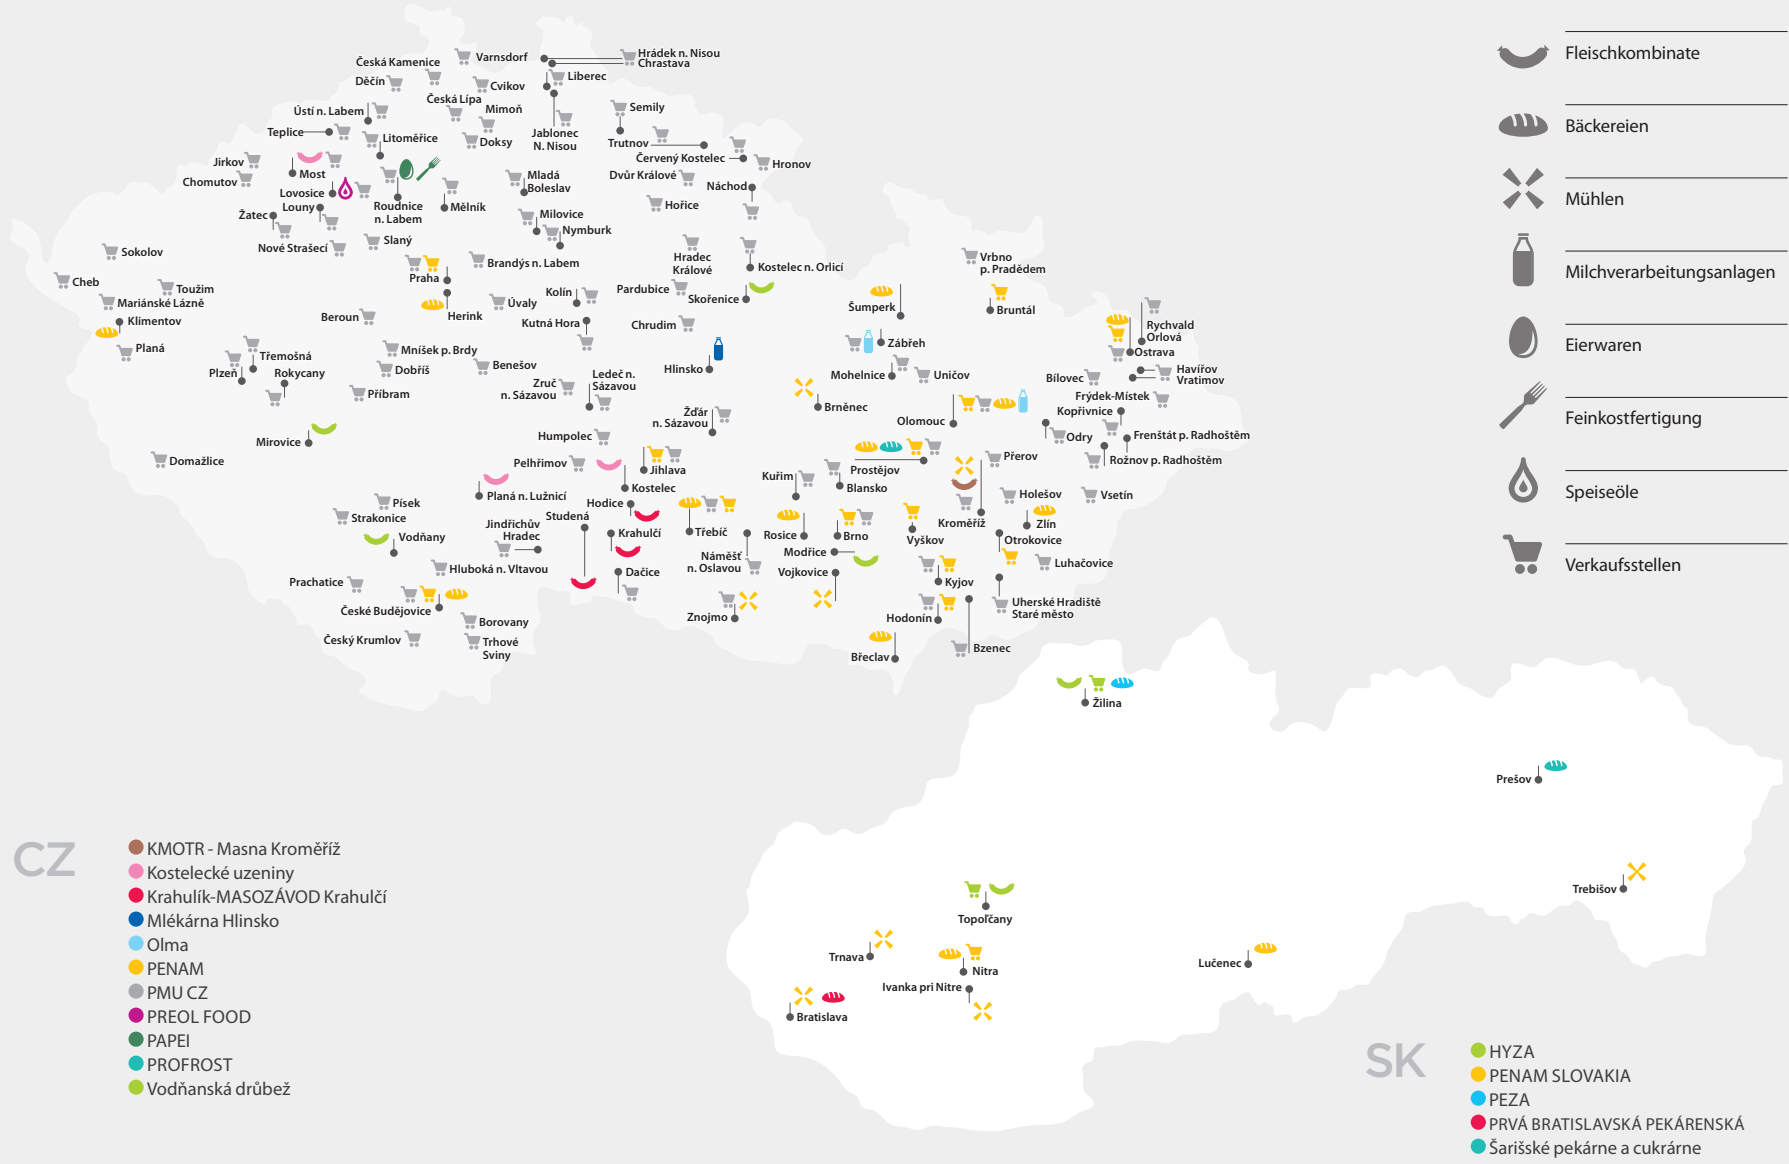 Varnsdorf
Hrádek n. Nisou
Chrastava
Česká Kamenice
Děčín
Cvikov
Liberec
Česká Lípa
Mimoň
Ústí n. Labem
Semily
Teplice
Litoměřice
Doksy
Jablonec
N. Nisou
Trutnov
Červený Kostelec
Hronov
Jirkov
Chomutov
Most
Lovosice
Mladá
Boleslav
Dvůr Králové
Náchod
Louny
Roudnice
n. Labem
Mělník
Hořice
Žatec
Milovice
Nymburk
Nové Strašecí
Slaný
Sokolov
Brandýs n. Labem
Hradec
Králové
Kostelec n. Orlicí
Vrbno
p. Pradědem
Cheb
Toužim
Praha
Mariánské Lázně
Kolín
Pardubice
Skořenice
Úvaly
Herink
Beroun
Klimentov
Kutná Hora
Chrudim
Šumperk
Bruntál
Planá
Rychvald
Orlová
Ostrava
Třemošná
Mníšek p. Brdy
Zábřeh
Plzeň
Rokycany
Dobříš
Benešov
Hlinsko
Mohelnice
Uničov
Bílovec
Havířov
Vratimov
Příbram
Zruč
n. Sázavou
Ledeč n.
Sázavou
Brněnec
Frýdek-Místek
Kopřivnice
Žďár
n. Sázavou
Olomouc
Mirovice
Humpolec
Odry
Frenštát p. Radhoštěm
Domažlice
Pelhřimov
Jihlava
Prostějov
Přerov
Rožnov p. Radhoštěm
Kuřim
Blansko
Kostelec
Planá n. Lužnicí
Písek
Hodice
Holešov
Vsetín
Strakonice
Studená
Kroměříž
Zlín
Jindřichův
Hradec
Krahulčí
Třebíč
Rosice
Brno
Vyškov
Otrokovice
Vodňany
Modřice
Náměšť
n. Oslavou
Vojkovice
Luhačovice
Hluboká n. Vltavou
Dačice
Kyjov
Prachatice
České Budějovice
Uherské Hradiště
Staré město
Borovany
Znojmo
Hodonín
Český Krumlov
Trhové
Sviny
Břeclav
Bzenec
Žilina
Prešov
Trebišov
Topoľčany
Trnava
Nitra
Lučenec
Ivanka pri Nitre
Bratislava
Fleischkombinate
Bäckereien
Mühlen
Milchverarbeitungsanlagen
Eierwaren
Feinkostfertigung
Speiseöle
Verkaufsstellen
CZ
KMOTR - Masna Kroměříž
Kostelecké uzeniny
Krahulík-MASOZÁVOD Krahulčí
Mlékárna Hlinsko
Olma
PENAM
PMU CZ
PREOL FOOD
PAPEI
PROFROST
Vodňanská drůbež
SK
HYZA
PENAM SLOVAKIA
PEZA
PRVÁ BRATISLAVSKÁ PEKÁRENSKÁ
Šarišské pekárne a cukrárne